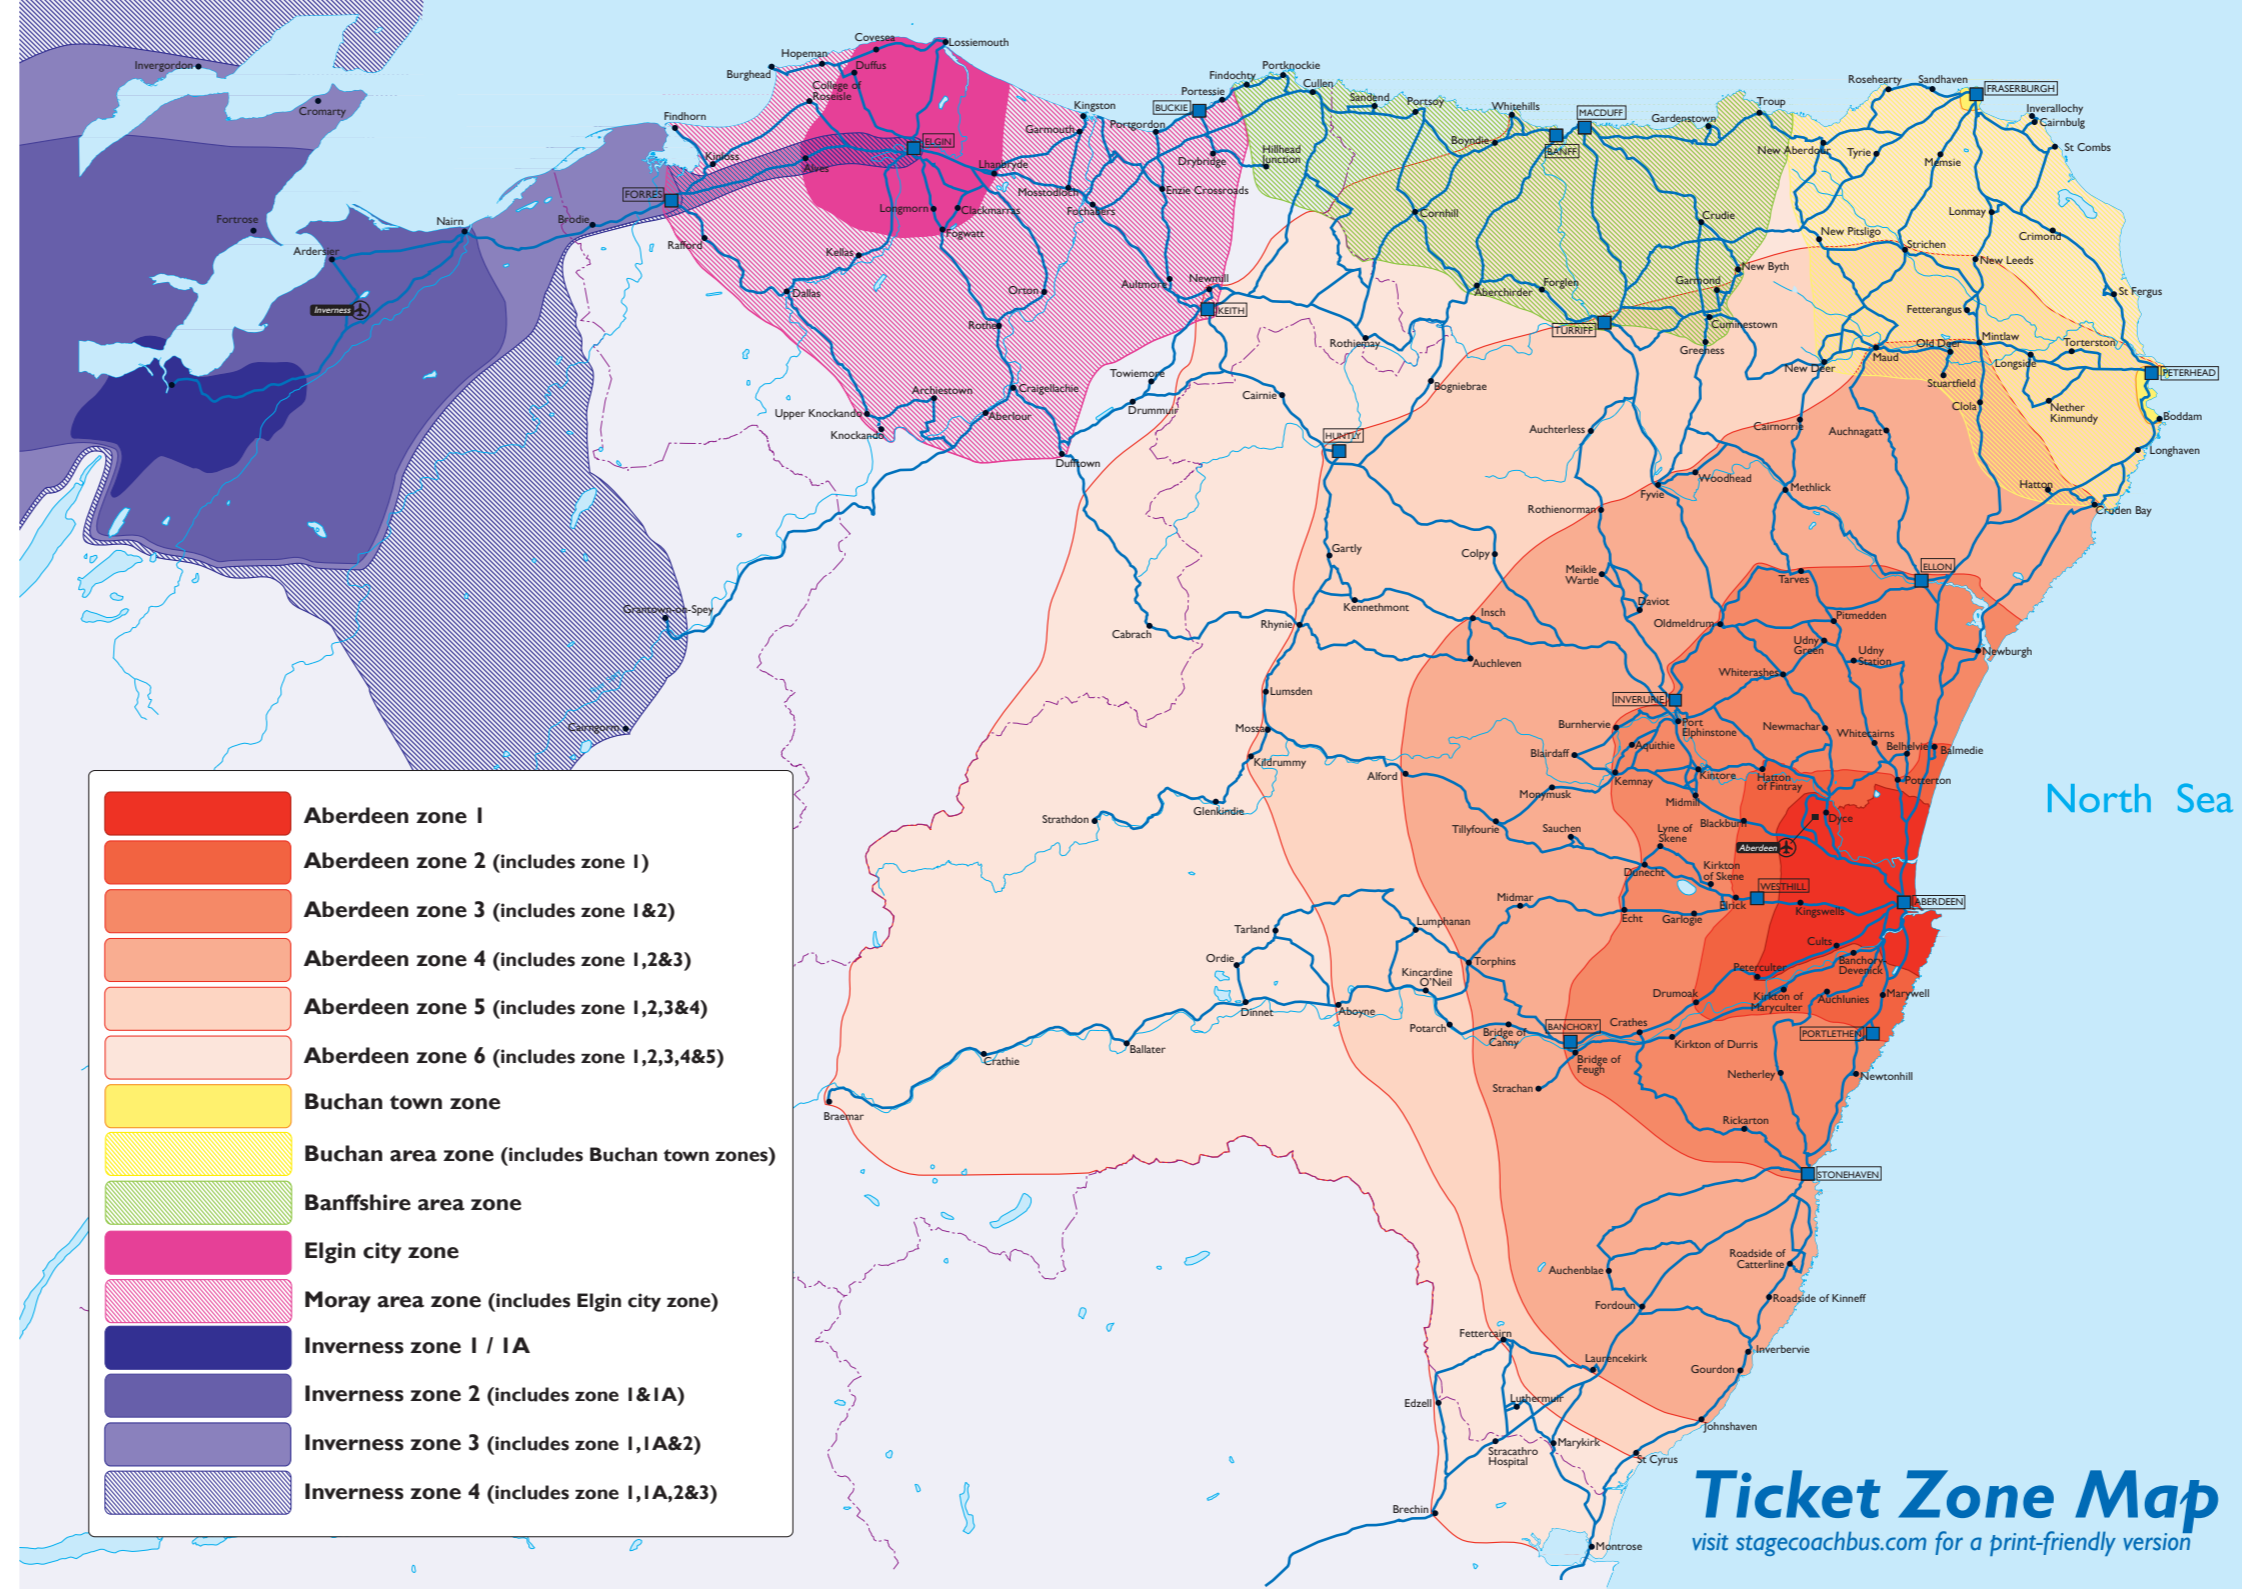 Invergordon
Cromarty
Fortrose
Ardersier
Nairn
Inverness
Brodie
FORRES
Findhorn
Kinloss
Burghead
Hopeman
Covesea
Lossiemouth
Duffus
College of
Roseisle
Alves
ELGIN
Lhanbryde
Longmorn
Clackmarras
Fogwatt
Kellas
Rafford
Dallas
Orton
Rothes
Archiestown
Upper Knockando
Knockando
Craigellachie
Aberlour
Dufftown
Kingston
Garmouth
Mosstodloch
Fochabers
Portgordon
BUCKIE
Portessie
Findochty
Portknockie
Cullen
Drybridge
Enzie Crossroads
Hillhead
Junction
Aultmore
Newmill
KEITH
Towiemore
Drummuir
Cairnie
HUNTLY
Rothiemay
Bogniebrae
Sandend
Portsoy
Whitehills
Boyndie
BANFF
MACDUFF
Gardenstown
Troup
Cornhill
Aberchirder
Forglen
TURRIFF
Crudie
New Byth
Garmond
Cuminestown
Greeness
Rosehearty
Sandhaven
FRASERBURGH
Inverallochy
Cairnbulg
St Combs
New Aberdour
Tyrie
Memsie
Lonmay
Crimond
New Pitsligo
Strichen
New Leeds
St Fergus
Fetterangus
Mintlaw
Old Deer
Longside
Torterston
Maud
New Deer
Stuartfield
Clola
Nether
Kinmundy
PETERHEAD
Boddam
Longhaven
Hatton
Cruden Bay
Auchterless
Cairnorrie
Auchnagatt
Woodhead
Fyvie
Methlick
Rothienorman
Colpy
Gartly
Kennethmont
Insch
Meikle
Wartle
Daviot
Oldmeldrum
Tarves
ELLON
Pitmedden
Udny
Green
Udny
Station
Newburgh
Whiterashes
Grantown-on-Spey
Cairngorm
Cabrach
Rhynie
Auchleven
Lumsden
Mossat
Kildrummy
Glenkindie
Strathdon
Alford
INVERURIE
Port
Elphinstone
Burnhervie
Blairdaff
Aquithie
Kemnay
Monymusk
Kintore
Midmill
Hatton
of Fintray
Newmachar
Whitecairns
Belhelvie
Balmedie
Potterton
Blackburn
Dyce
Aberdeen
Tillyfourie
Sauchen
Lyne of
Skene
Dunecht
Kirkton
of Skene
WESTHILL
Elrick
Kingswells
ABERDEEN
Midmar
Echt
Garlogie
Cults
Banchory-
Devenick
Peterculter
Kirkton of
Maryculter
Auchlunies
Marywell
Drumoak
PORTLETHEN
Tarland
Ordie
Dinnet
Lumphanan
Torphins
Kincardine
O'Neil
Aboyne
Potarch
Bridge of
Canny
BANCHORY
Crathes
Kirkton of Durris
Bridge of
Feugh
Strachan
Netherley
Newtonhill
Rickarton
STONEHAVEN
Ballater
Crathie
Braemar
Auchenblae
Fordoun
Roadside of
Catterline
Roadside of Kinneff
Inverbervie
Gourdon
Johnshaven
Fettercairn
Laurencekirk
Luthermuir
Edzell
Stracathro
Hospital
Marykirk
St Cyrus
Brechin
Montrose
North Sea
Aberdeen zone 1
Aberdeen zone 2 (includes zone 1)
Aberdeen zone 3 (includes zone 1&2)
Aberdeen zone 4 (includes zone 1,2&3)
Aberdeen zone 5 (includes zone 1,2,3&4)
Aberdeen zone 6 (includes zone 1,2,3,4&5)
Buchan town zone
Buchan area zone (includes Buchan town zones)
Banffshire area zone
Elgin city zone
Moray area zone (includes Elgin city zone)
Inverness zone 1 / 1A
Inverness zone 2 (includes zone 1&1A)
Inverness zone 3 (includes zone 1,1A&2)
Inverness zone 4 (includes zone 1,1A,2&3)
Ticket Zone Map
visit stagecoachbus.com for a print-friendly version